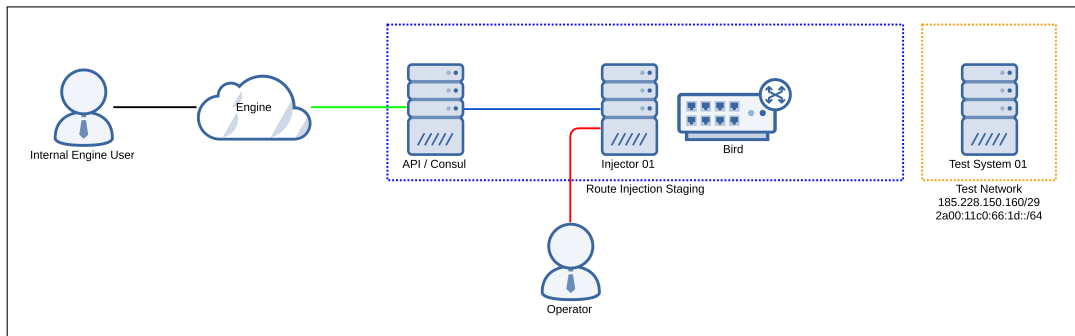 Engine
Internal Engine User
API / Consul
Injector 01
Bird
Test System 01
Route Injection Staging
Test Network
185.228.150.160/29
2a00:11c0:66:1d::/64
Operator